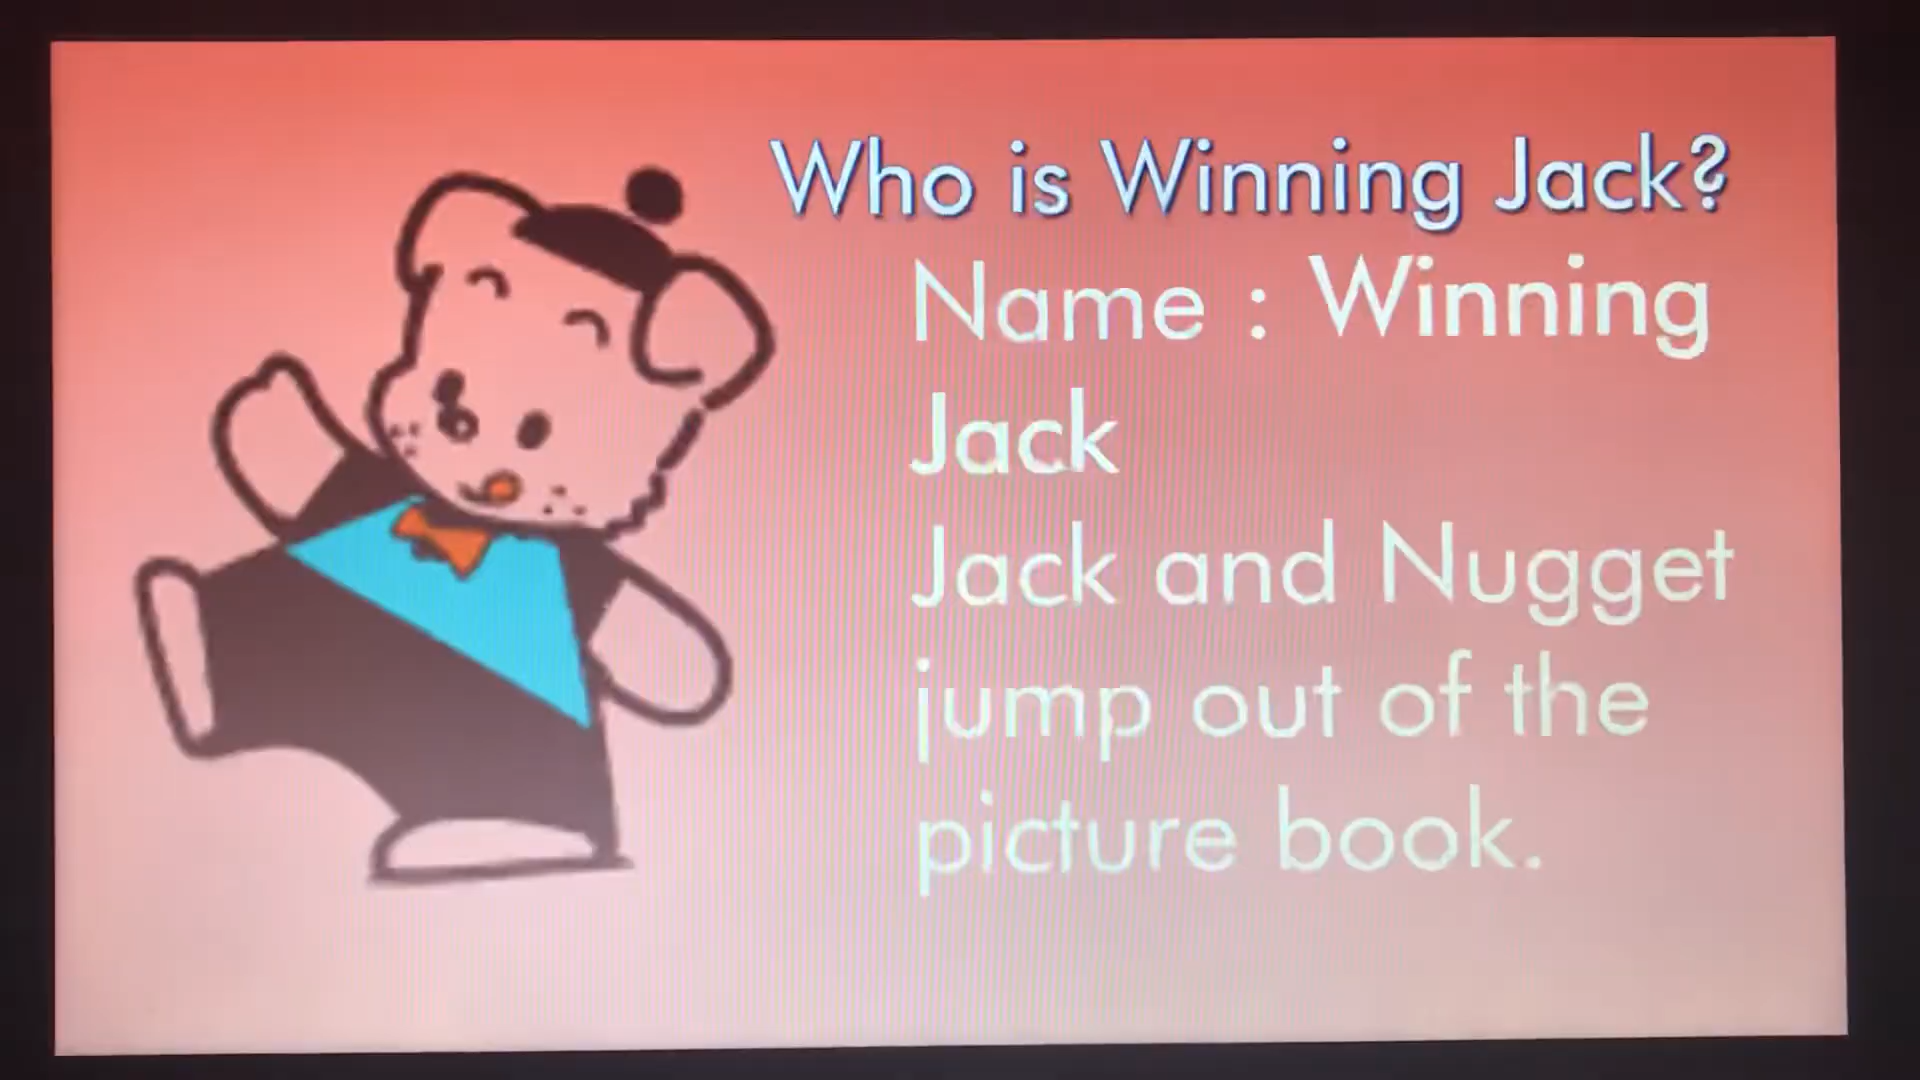 Who is Winning Jack?
Name : Winning
Jack
Jack and Nugget
jump out of the
picture book.